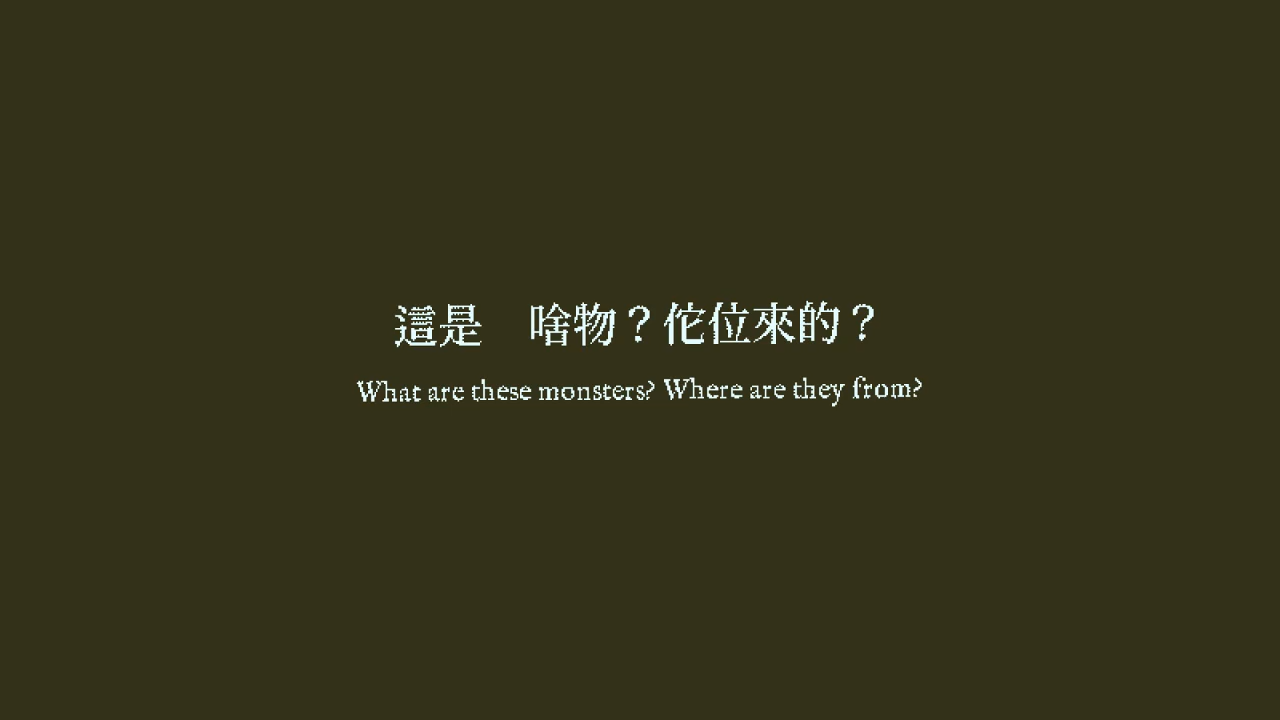 這是　啥物？佗位來的？
What are these monsters? Where are they from?